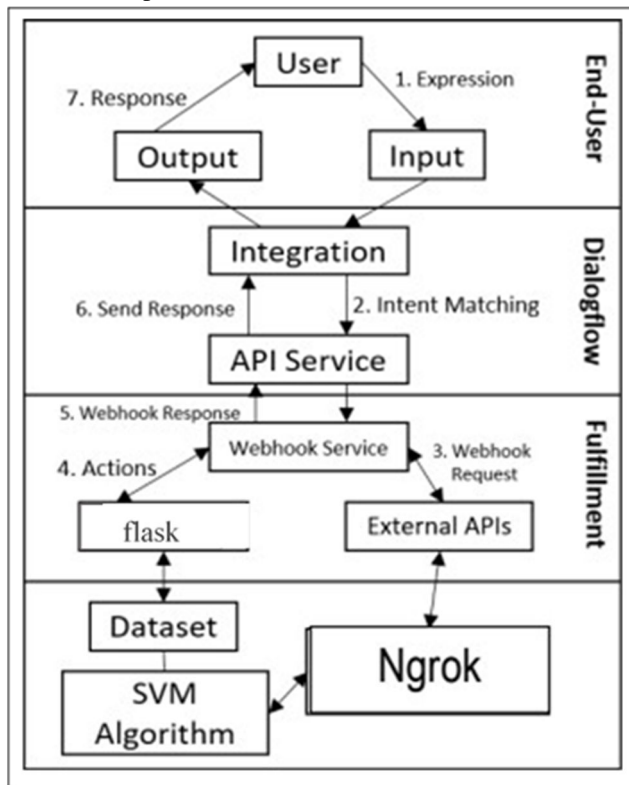 User
1. Expression
7. Response
Output
Input
End-User
Integration
6. Send Response
2. Intent Matching
API Service
Dialogflow
5. Webhook Response
Webhook Service
3. Webhook
Request
4. Actions
flask
External APIs
Fulfillment
Dataset
SVM
Algorithm
Ngrok